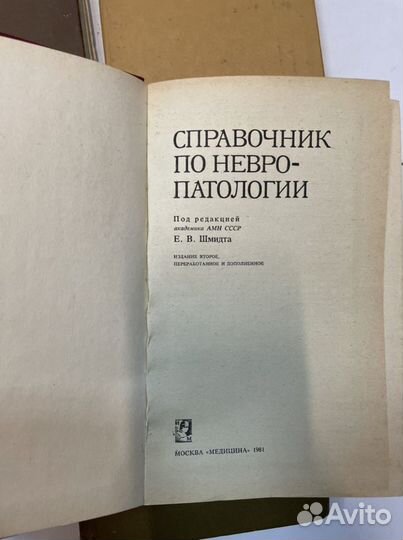 СПРАВОЧНИК
ПО НЕВРО-
ПАТОЛОГИИ
Под редакцией
академика АМН СССР
Е. В. Шмидта
ИЗДАНИЕ ВТОРОЕ,
ПЕРЕРАБОТАННОЕ И ДОПОЛНЕННОЕ
МОСКВА «МЕДИЦИНА» 1981
Avito